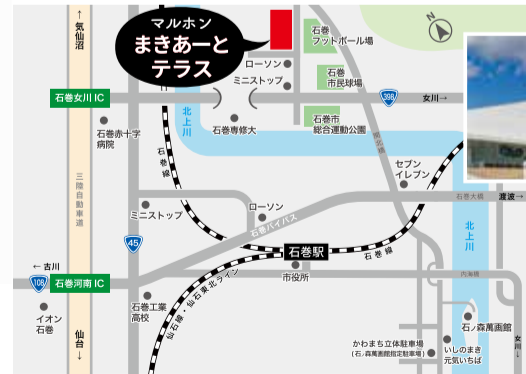 ↑
気仙沼
マルホン
まきあーと
テラス
石巻
フットボール場
N
ローソン
ミニストップ
石巻
市民球場
石巻女川 IC
398
女川→
北上川
石巻専修大
石巻市
総合運動公園
石巻赤十字
病院
石巻線
開北橋
セブン
イレブン
三陸自動車道
ミニストップ
ローソン
石巻大橋
渡波→
石巻バイパス
45
北上川
石巻駅
石巻線
← 古川
108
石巻河南 IC
市役所
内海橋
仙石線・仙石東北ライン
イオン
石巻
石巻工業
高校
石ノ森萬画館
仙台
↓
かわまち立体駐車場
(石ノ森萬画館指定駐車場)
いしのまき
元気いちば
女川
↓